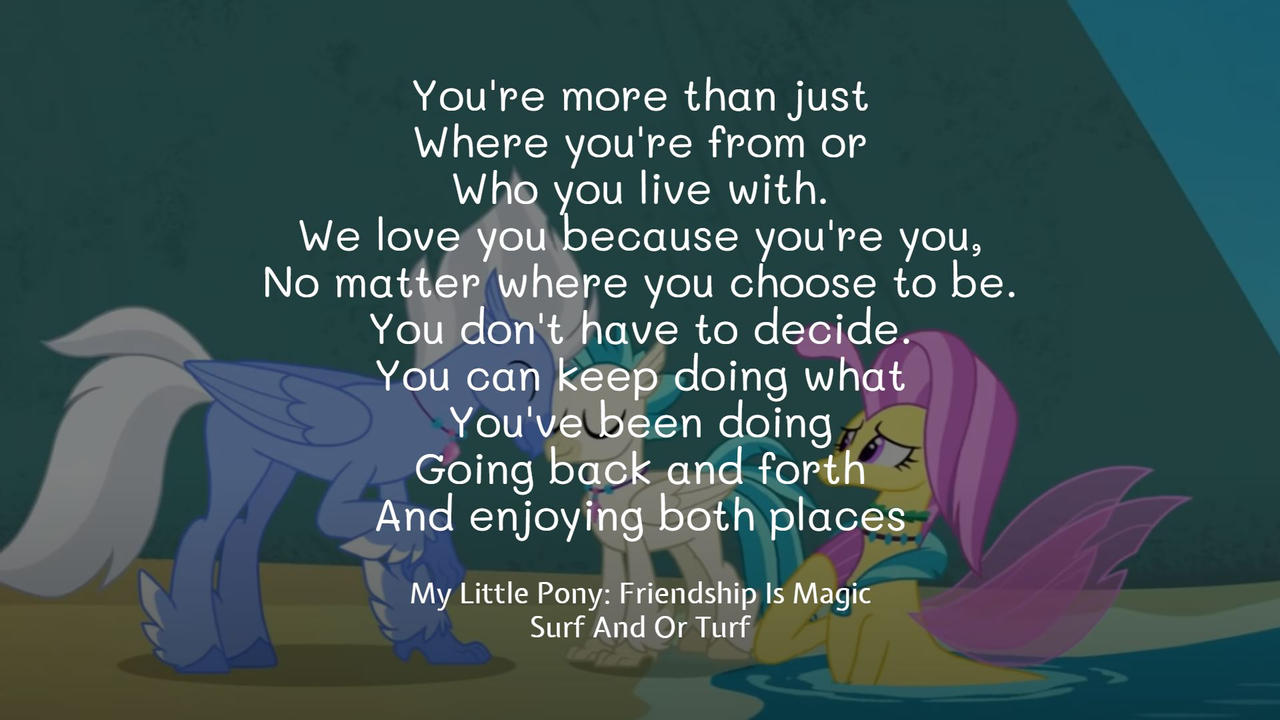 You're more than just
Where you're from or
Who you live with.
We love you because you're you,
No matter where you choose to be.
You don't have to decide.
You can keep doing what
You've been doing
Going back and forth
And enjoying both places
My Little Pony: Friendship Is Magic
Surf And Or Turf